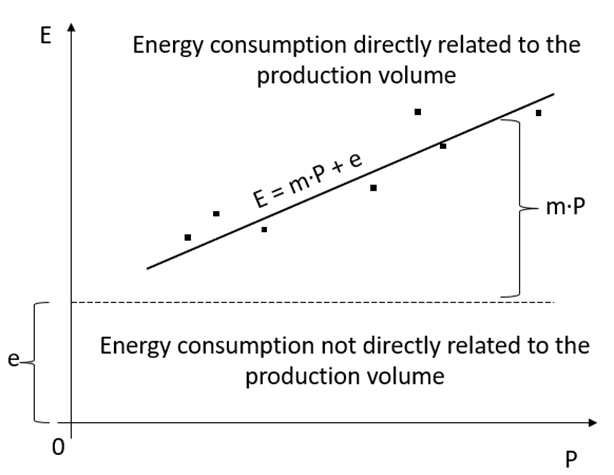 E
Energy consumption directly related to the
production volume
E = m·P + e
m·P
Energy consumption not directly related to the
production volume
e
0
P